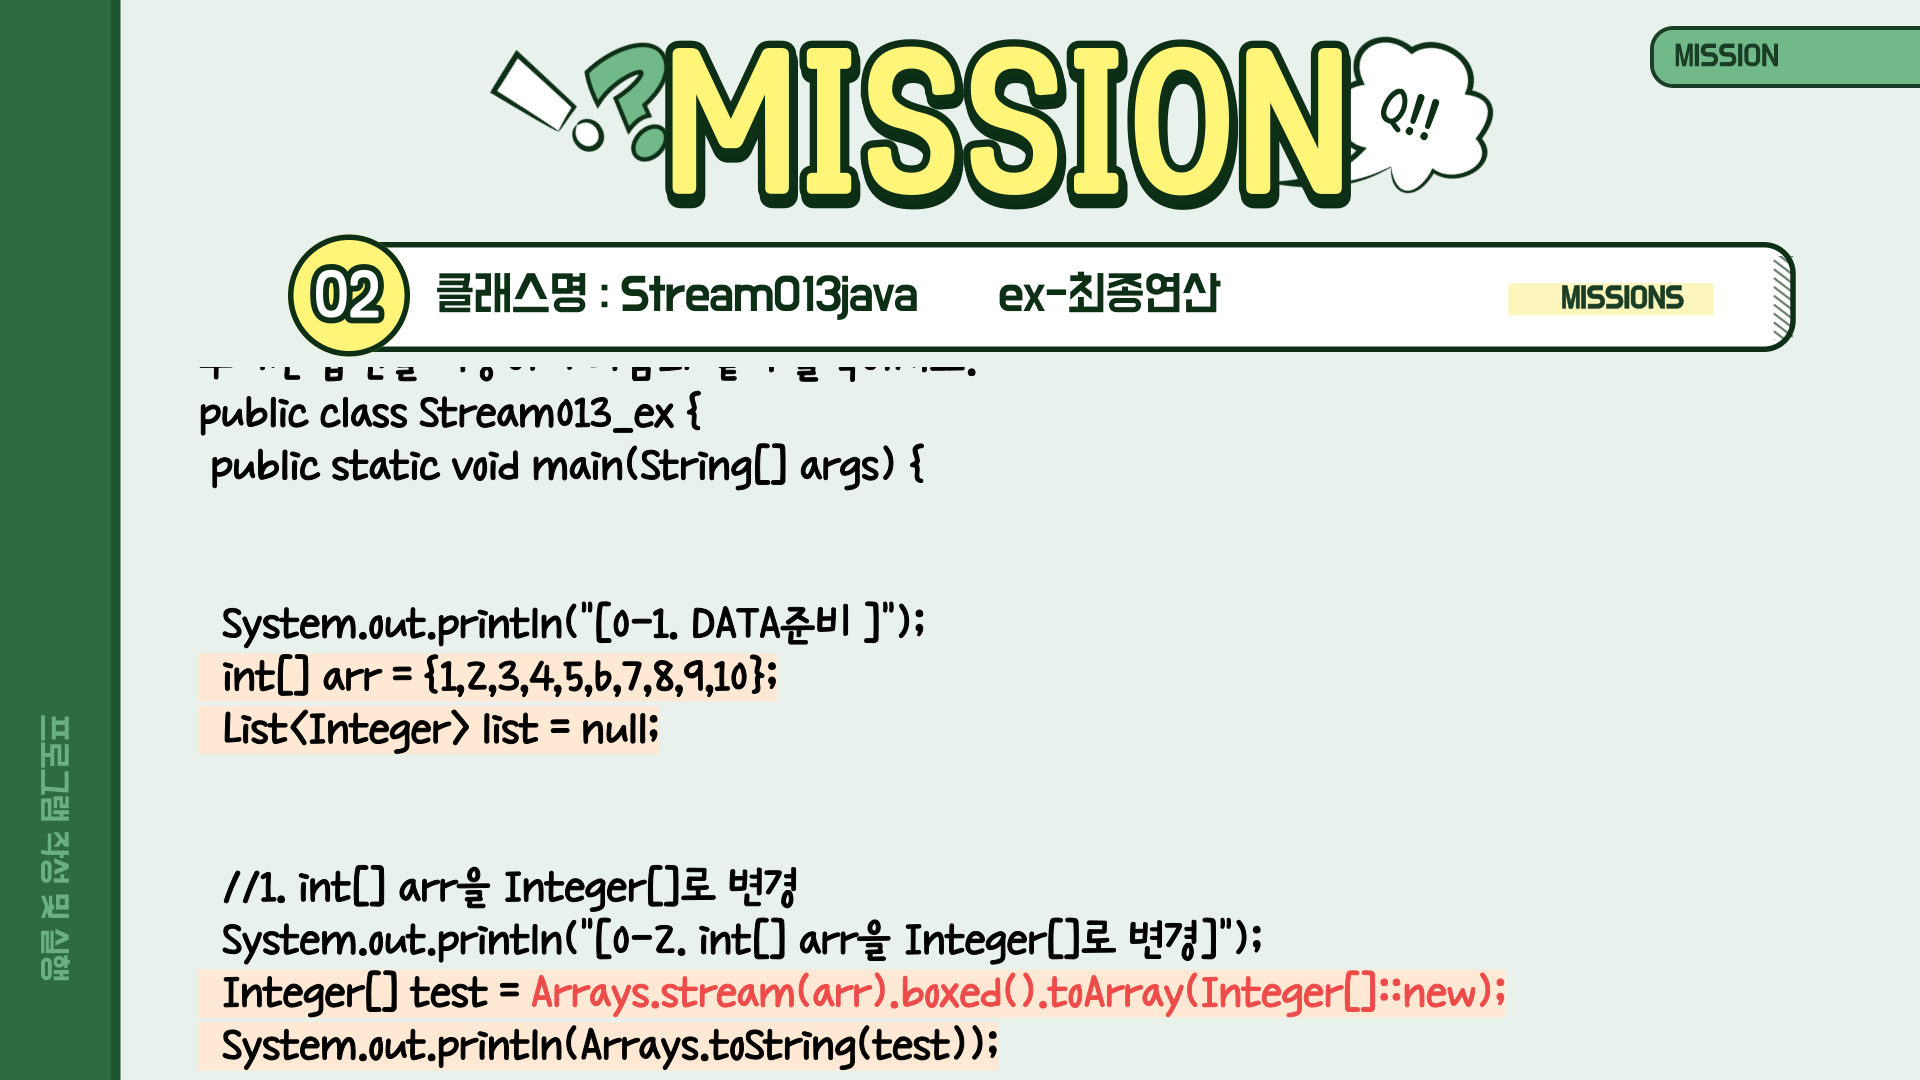 MISSION
MISSION
Q!!
02
클래스명 : Stream013java ex-최종연산
MISSIONS
public class Stream013_ex {
public static void main(String[] args) {
System.out.println("[0-1. DATA준비 ]");
int[] arr = {1,2,3,4,5,6,7,8,9,10};
List<Integer> list = null;
//1. int[] arr을 Integer[]로 변경
System.out.println("[0-2. int[] arr을 Integer[]로 변경]");
Integer[] test = Arrays.stream(arr).boxed().toArray(Integer[]::new);
System.out.println(Arrays.toString(test));
프로그램 작성 및 실행